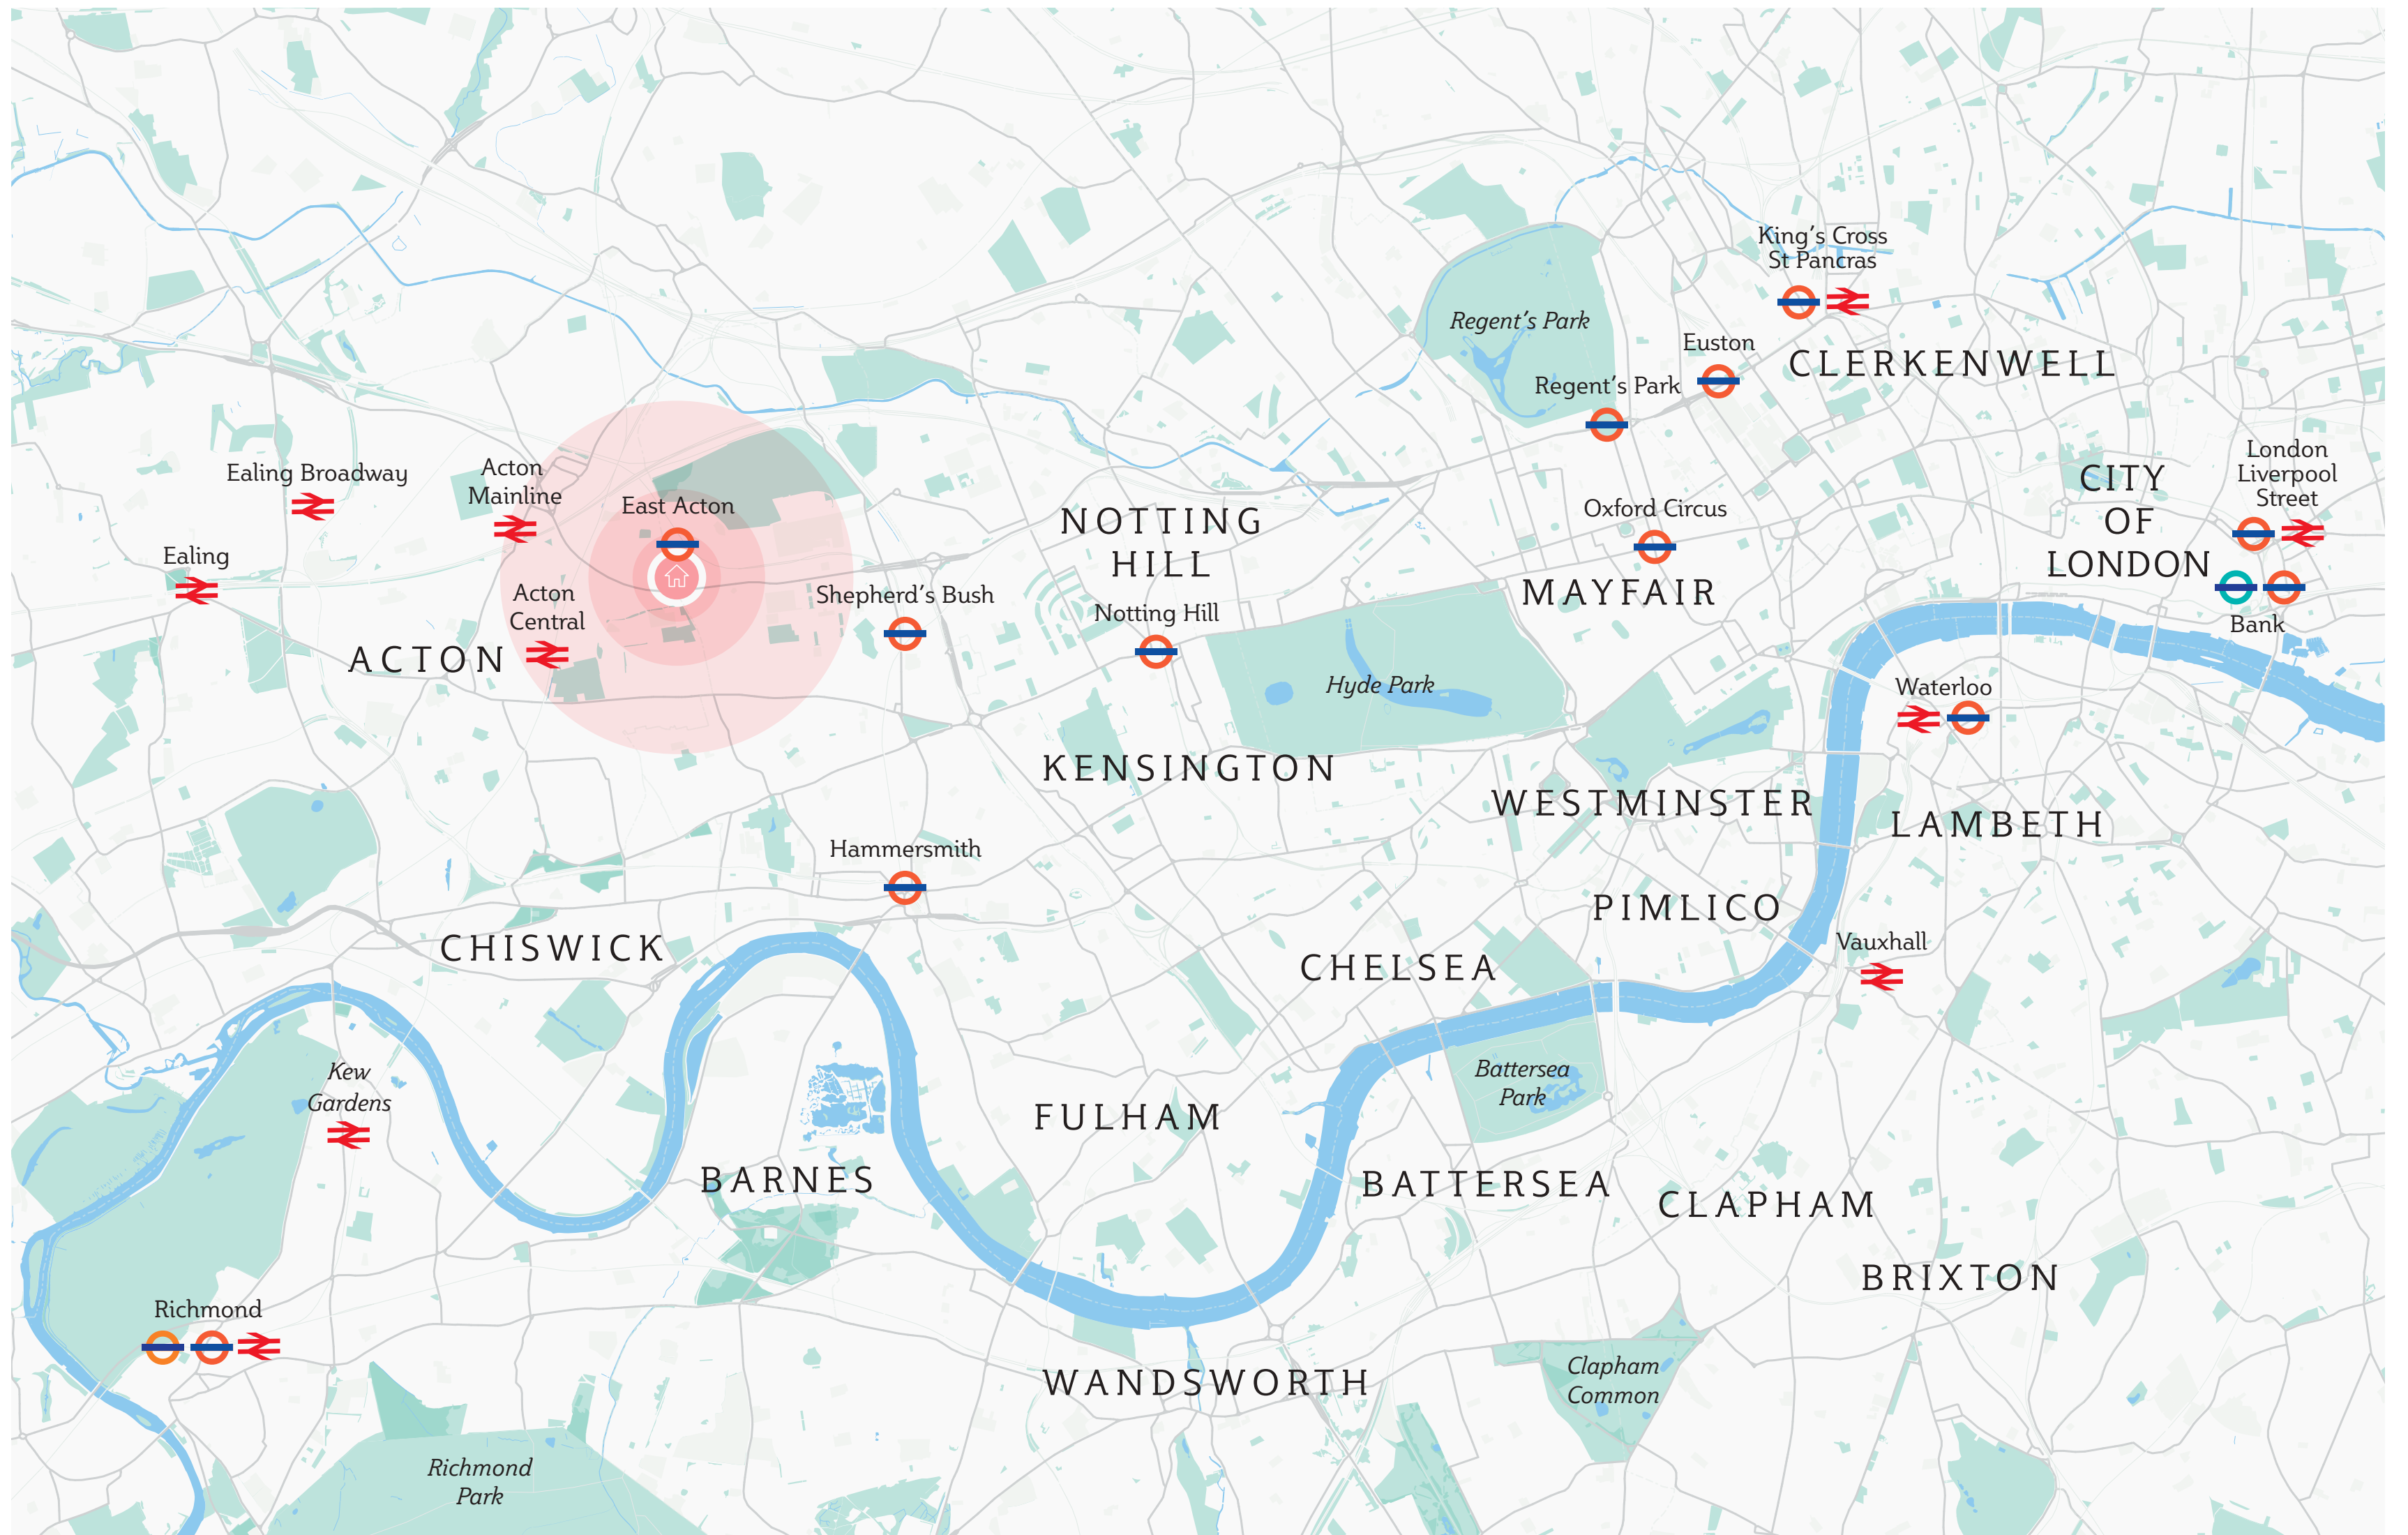 King's Cross
St Pancras
Regent's Park
Euston
CLERKENWELL
Regent's Park
Ealing Broadway
Acton
Mainline
East Acton
NOTTING
HILL
Oxford Circus
CITY
OF
LONDON
London
Liverpool
Street
Ealing
Acton
Central
Shepherd's Bush
Notting Hill
MAYFAIR
Bank
ACTON
Hyde Park
Waterloo
KENSINGTON
WESTMINSTER
LAMBETH
Hammersmith
PIMLICO
CHISWICK
CHELSEA
Vauxhall
Kew
Gardens
Battersea
Park
FULHAM
BARNES
BATTERSEA
CLAPHAM
BRIXTON
Richmond
WANDSWORTH
Clapham
Common
Richmond
Park